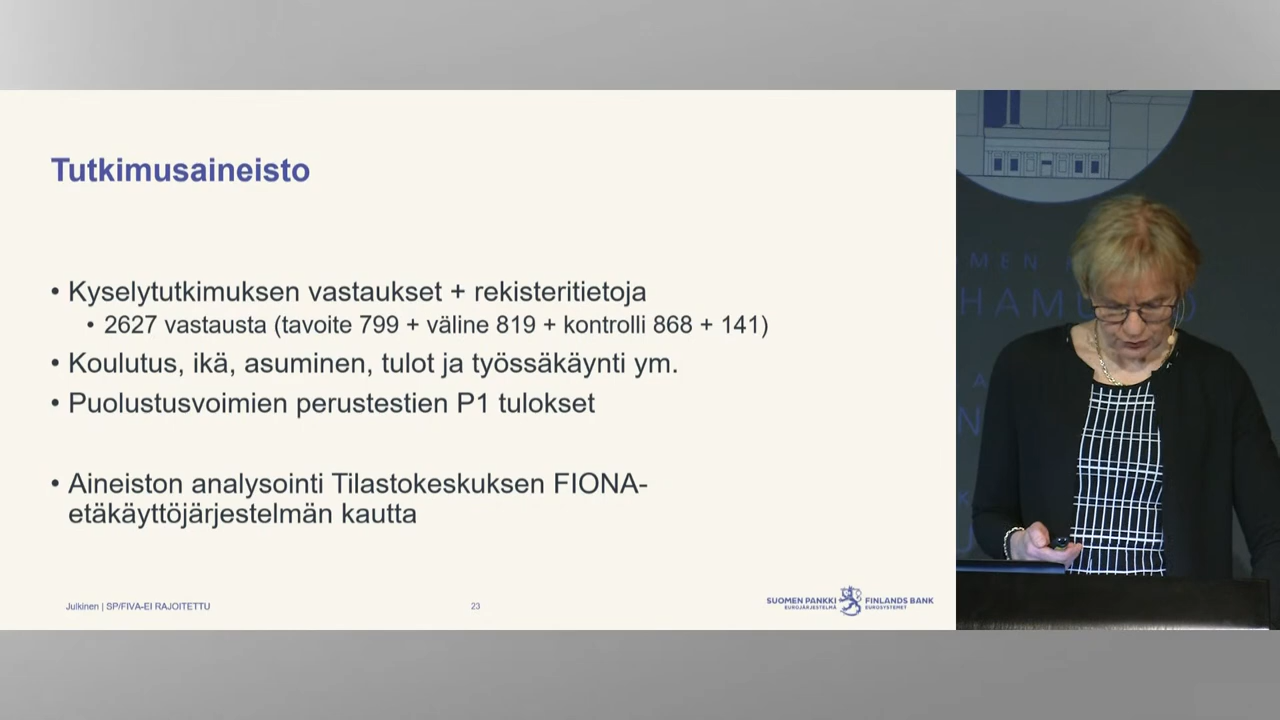 Tutkimusaineisto
• Kyselytutkimuksen vastaukset + rekisteritietoja
• 2627 vastausta (tavoite 799 + väline 819 + kontrolli 868 + 141)
• Koulutus, ikä, asuminen, tulot ja työssäkäynti ym.
• Puolustusvoimien perustestien P1 tulokset
• Aineiston analysointi Tilastokeskuksen FIONA-
etäkäyttöjärjestelmän kautta
Julkinen | SP/FIVA-EI RAJOITETTU
23
SUOMEN PANKKI
EUROJÄRJESTELMÄ
FINLANDS BANK
EUROSYSTEMET